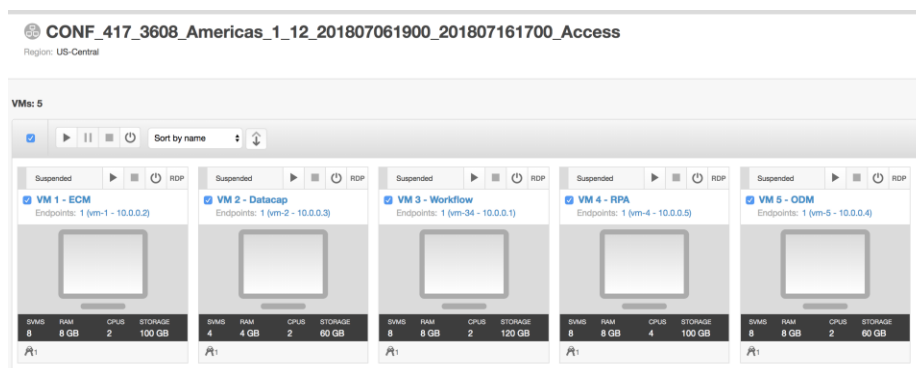 CONF_417_3608_Americas_1_12_201807061900_201807161700_Access
Region: US-Central
VMs: 5
Sort by name
Suspended RDP
VM 1 - ECM
Endpoints: 1 (vm-1 - 10.0.0.2)
SVMS RAM CPUS STORAGE
8 8 GB 2 100 GB
1
Suspended RDP
VM 2 - Datacap
Endpoints: 1 (vm-2 - 10.0.0.3)
SVMS RAM CPUS STORAGE
4 4 GB 2 60 GB
1
Suspended RDP
VM 3 - Workflow
Endpoints: 1 (vm-34 - 10.0.0.1)
SVMS RAM CPUS STORAGE
8 8 GB 2 120 GB
1
Suspended RDP
VM 4 - RPA
Endpoints: 1 (vm-4 - 10.0.0.5)
SVMS RAM CPUS STORAGE
8 8 GB 4 100 GB
1
Suspended RDP
VM 5 - ODM
Endpoints: 1 (vm-5 - 10.0.0.4)
SVMS RAM CPUS STORAGE
8 8 GB 2 60 GB
1